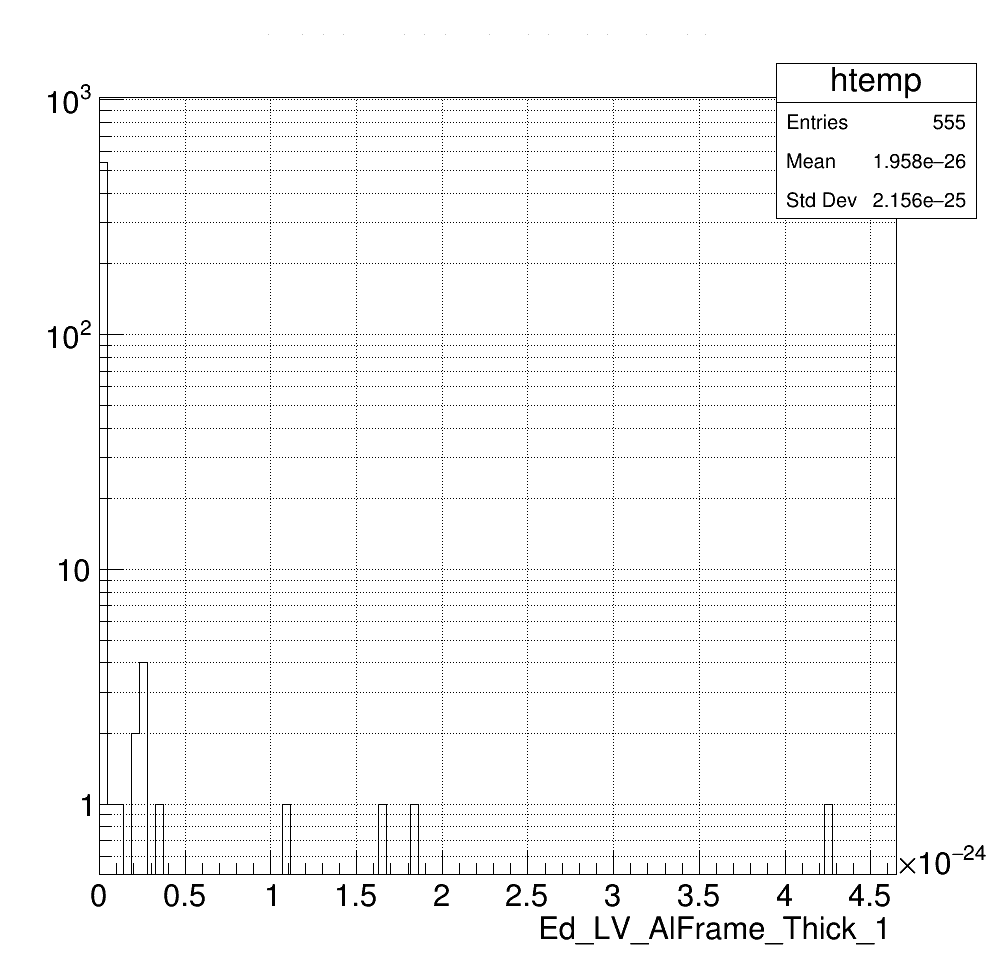 htemp
Entries 555
Mean 1.958e−26
Std Dev 2.156e−25
10³
10²
10
1
0 0.5 1 1.5 2 2.5 3 3.5 4 4.5
×10⁻²⁴
Ed_LV_AlFrame_Thick_1